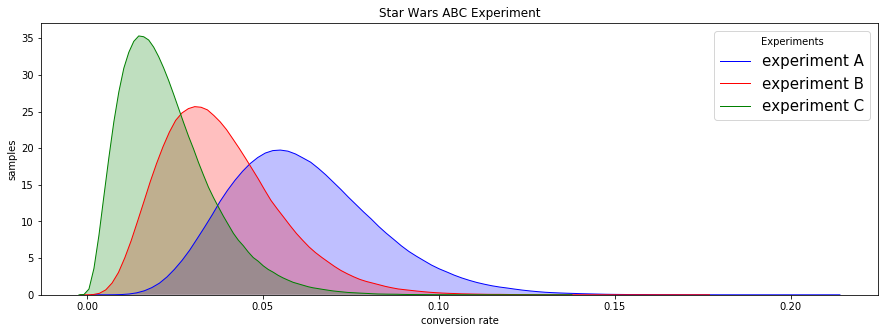 Star Wars ABC Experiment
Experiments
experiment A
experiment B
experiment C
samples
35
30
25
20
15
10
5
0
0.00 0.05 0.10 0.15 0.20
conversion rate